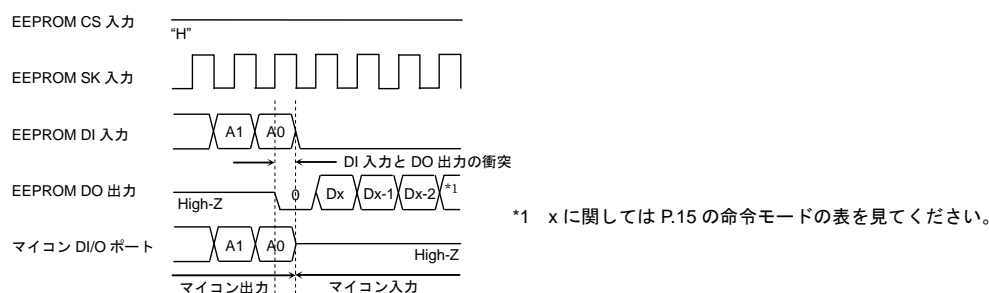 EEPROM CS 入力
“H”
EEPROM SK 入力
EEPROM DI 入力
A1 A0
DI 入力と DO 出力の衝突
EEPROM DO 出力
High-Z
0 Dx Dx-1 Dx-2 *1
*1 x に関しては P.15 の命令モードの表を見てください。
マイコン DI/O ポート
A1 A0
High-Z
マイコン出力 マイコン入力